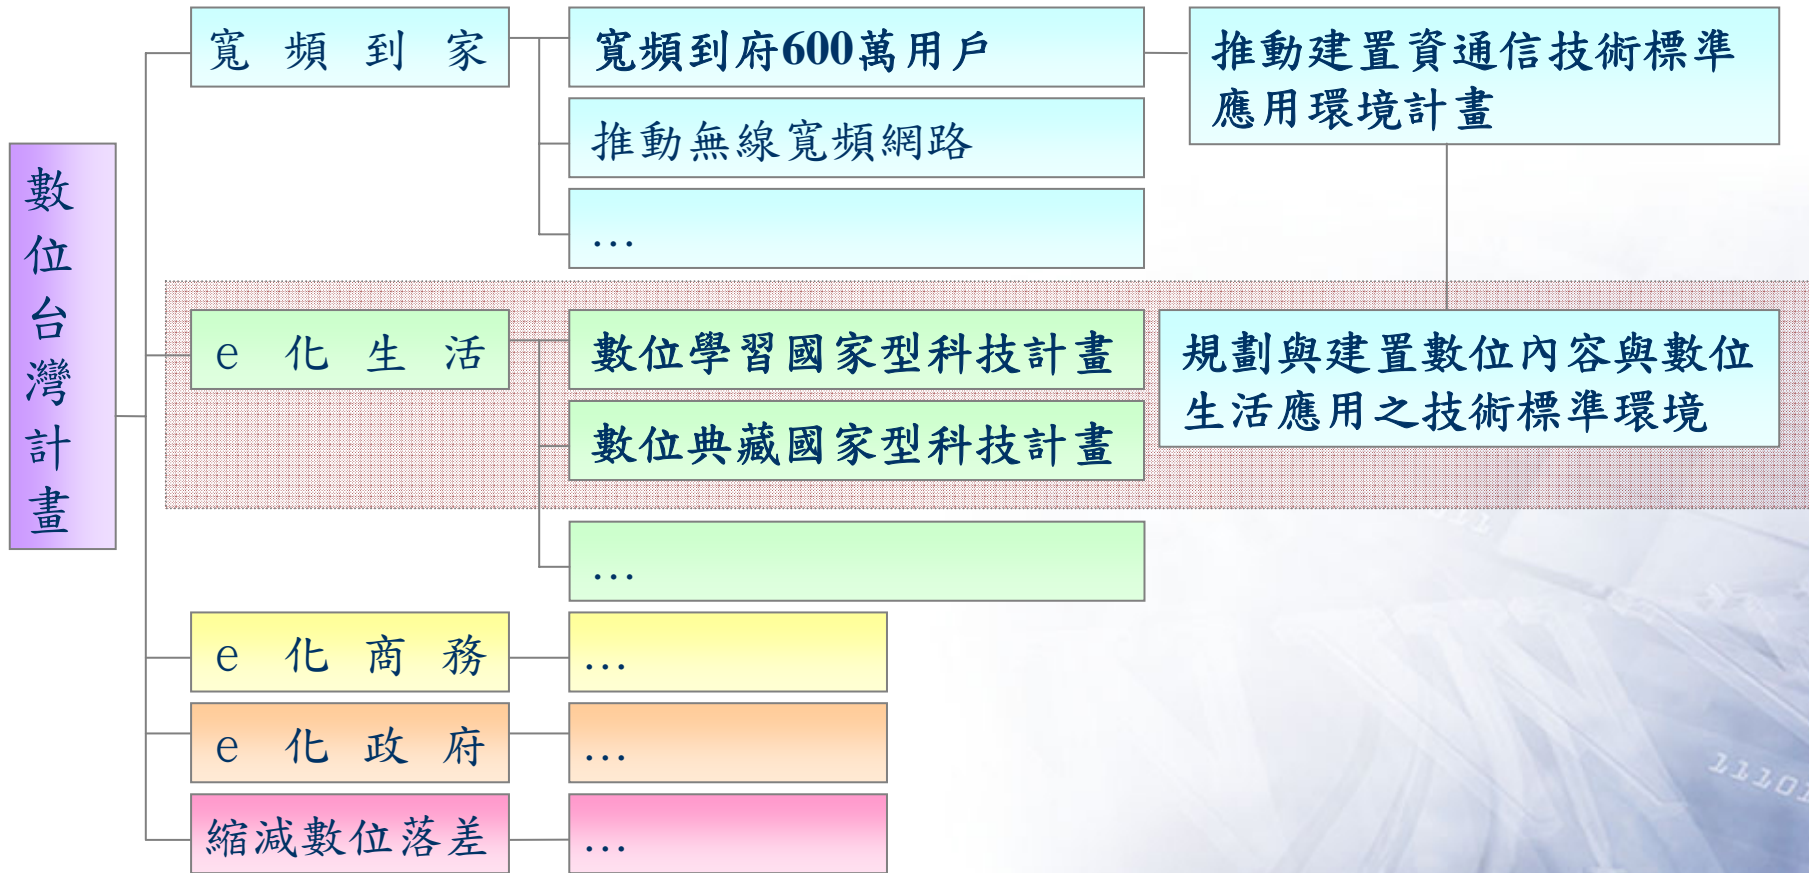 數位台灣計畫
寬頻到家
寬頻到府600萬用戶
推動建置資通信技術標準
應用環境計畫
推動無線寬頻網路
...
e化生活
數位學習國家型科技計畫
規劃與建置數位內容與數位
生活應用之技術標準環境
數位典藏國家型科技計畫
...
e化商務
...
e化政府
...
縮減數位落差
...